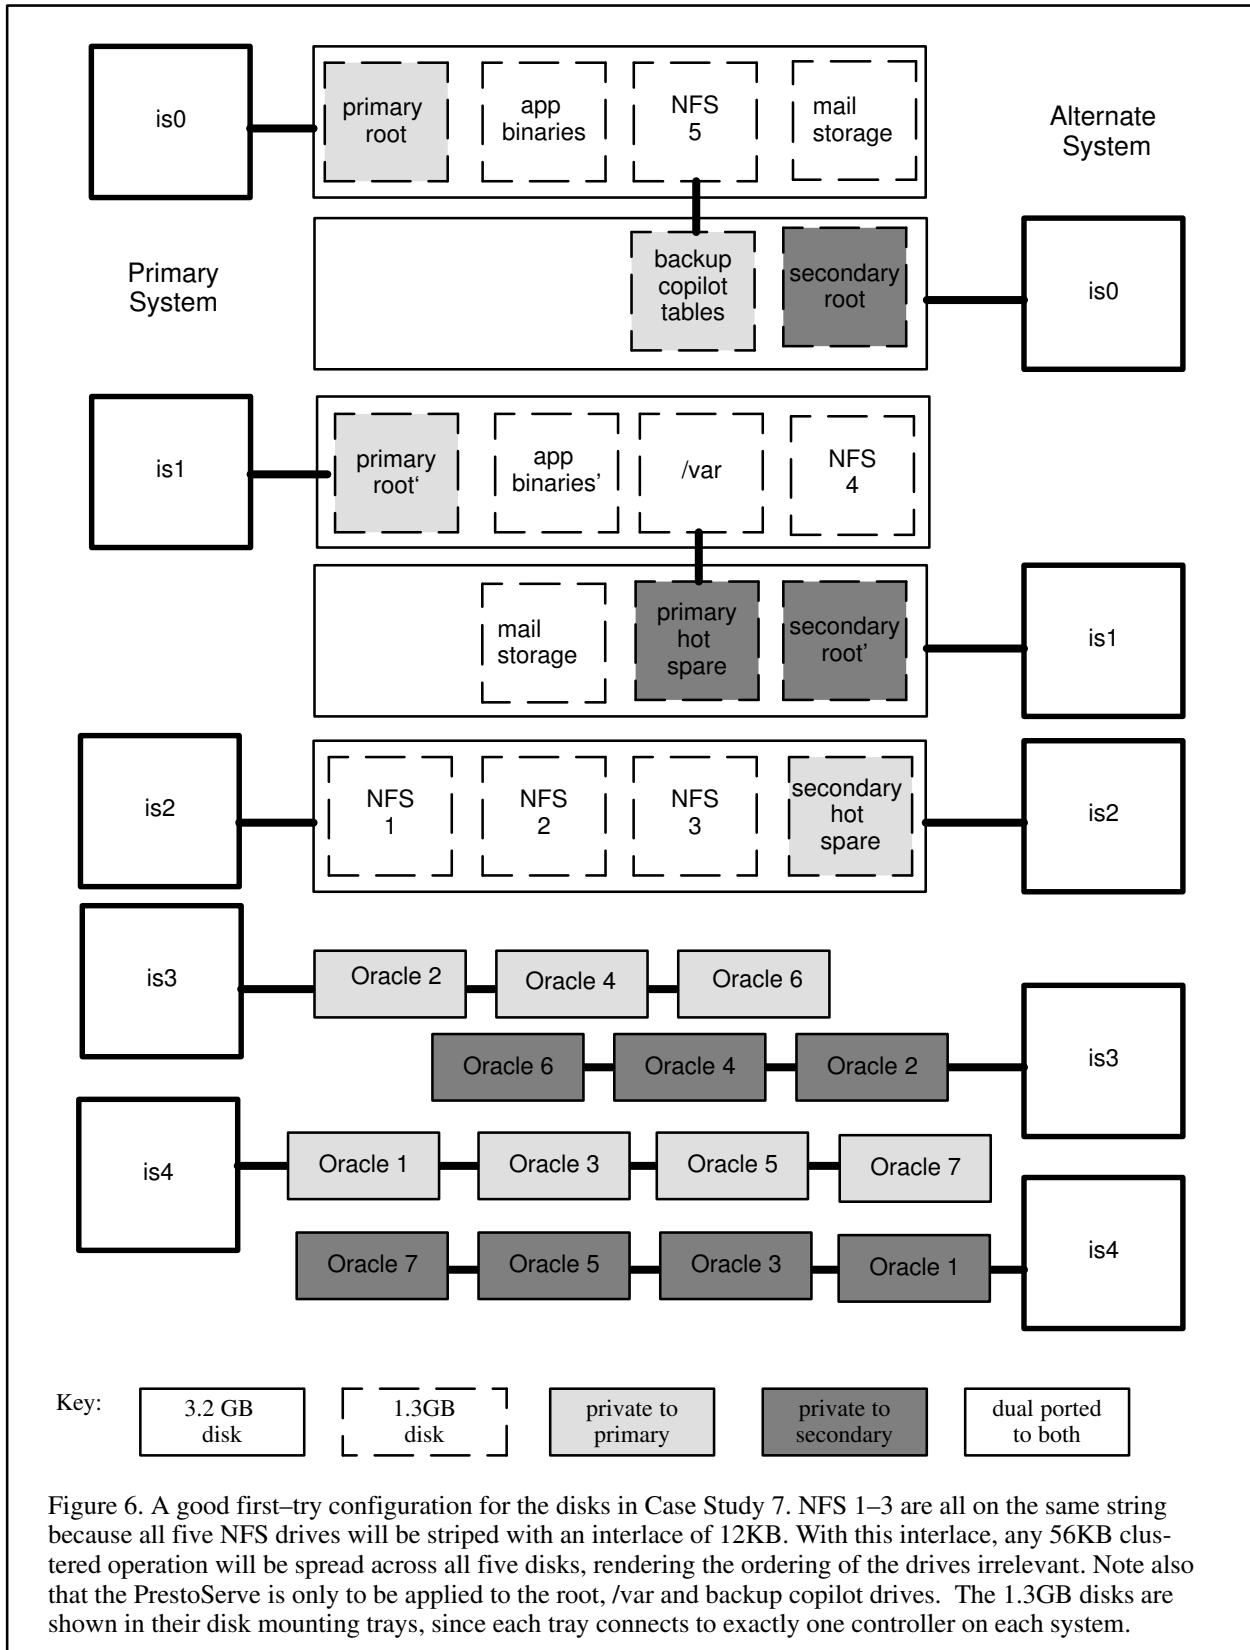 is0
primary
root
app
binaries
NFS
5
mail
storage
Alternate
System
Primary
System
backup
copilot
tables
secondary
root
is0
is1
primary
root‘
app
binaries’
/var
NFS
4
mail
storage
primary
hot
spare
secondary
root’
is1
is2
NFS
1
NFS
2
NFS
3
secondary
hot
spare
is2
is3
Oracle 2
Oracle 4
Oracle 6
Oracle 6
Oracle 4
Oracle 2
is3
is4
Oracle 1
Oracle 3
Oracle 5
Oracle 7
Oracle 7
Oracle 5
Oracle 3
Oracle 1
is4
Key:
3.2 GB
disk
1.3GB
disk
private to
primary
private to
secondary
dual ported
to both
Figure 6. A good first–try configuration for the disks in Case Study 7. NFS 1–3 are all on the same string
because all five NFS drives will be striped with an interlace of 12KB. With this interlace, any 56KB clus-
tered operation will be spread across all five disks, rendering the ordering of the drives irrelevant. Note also
that the PrestoServe is only to be applied to the root, /var and backup copilot drives. The 1.3GB disks are
shown in their disk mounting trays, since each tray connects to exactly one controller on each system.